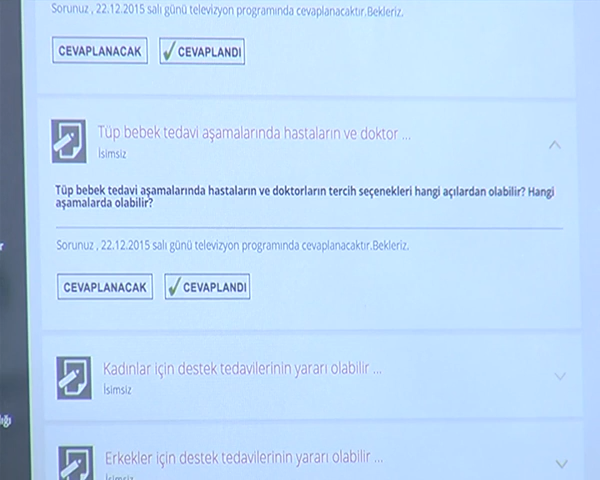 Sorunuz , 22.12.2015 salı günü televizyon programında cevaplanacaktır.Bekleriz.
CEVAPLANACAK CEVAPLANDI
Tüp bebek tedavi aşamalarında hastaların ve doktor ...
İsimsiz
Tüp bebek tedavi aşamalarında hastaların ve doktorların tercih seçenekleri hangi açılardan olabilir? Hangi
aşamalarda olabilir?
Sorunuz , 22.12.2015 salı günü televizyon programında cevaplanacaktır.Bekleriz.
CEVAPLANACAK CEVAPLANDI
Kadınlar için destek tedavilerinin yararı olabilir ...
İsimsiz
Erkekler için destek tedavilerinin yararı olabilir ...
İsimsiz